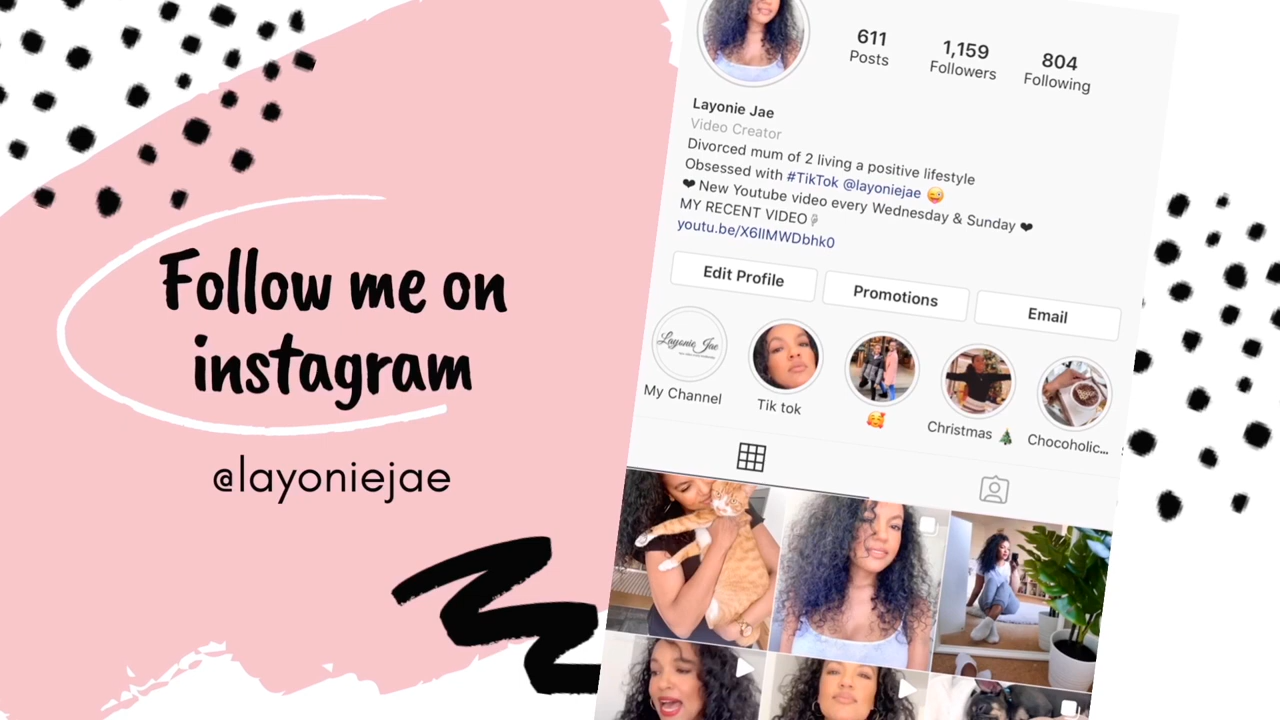 Follow me on
instagram
@layoniejae
611
Posts
1,159
Followers
804
Following
Layonie Jae
Video Creator
Divorced mum of 2 living a positive lifestyle
Obsessed with #TikTok @layoniejae 😜
❤New Youtube video every Wednesday & Sunday ❤
MY RECENT VIDEO👇
youtu.be/X6IIMWDbhk0
Edit Profile
Promotions
Email
Layonie Jae
My Channel
Tik tok
🥰
Christmas 🎄
Chocoholic...